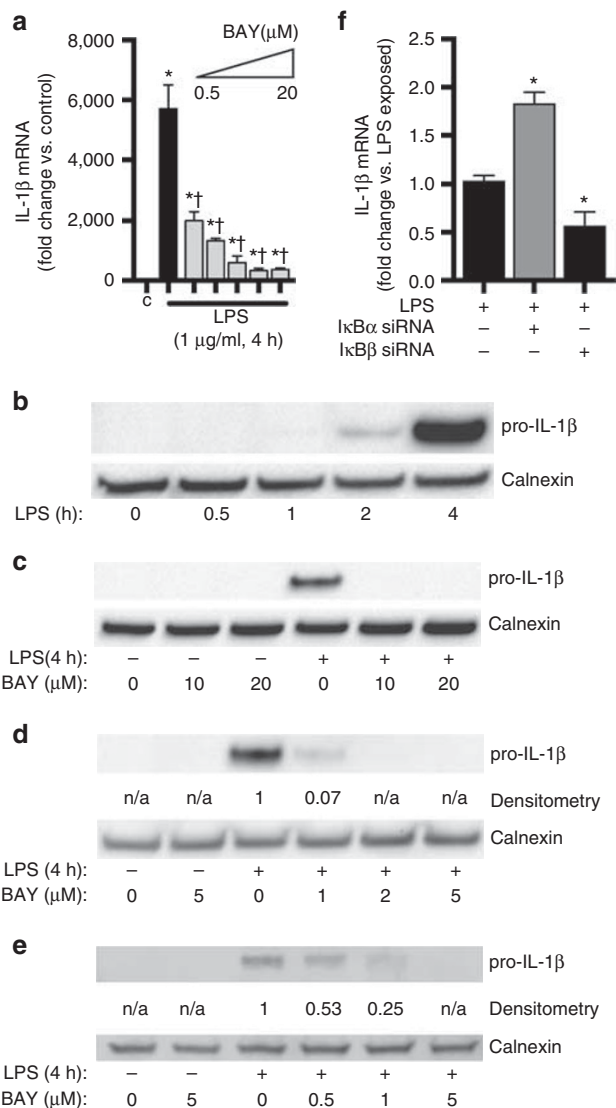 a
8,000
6,000
4,000
2,000
0
IL-1β mRNA
(fold change vs. control)
BAY(μM)
0.5 20
*
*†
*†
*†
*† *†
c
LPS
(1 μg/ml, 4 h)
f
2.5
2.0
1.5
1.0
0.5
0.0
IL-1β mRNA
(fold change vs. LPS exposed)
*
*
LPS + + +
IκBα siRNA – + –
IκBβ siRNA – – +
b
pro-IL-1β
Calnexin
LPS (h): 0 0.5 1 2 4
c
pro-IL-1β
Calnexin
LPS(4 h): – – – + + +
BAY (μM): 0 10 20 0 10 20
d
pro-IL-1β
n/a n/a 1 0.07 n/a n/a Densitometry
Calnexin
LPS (4 h): – – + + + +
BAY (μM): 0 5 0 1 2 5
e
pro-IL-1β
n/a n/a 1 0.53 0.25 n/a Densitometry
Calnexin
LPS (4 h): – – + + + +
BAY (μM): 0 5 0 0.5 1 5